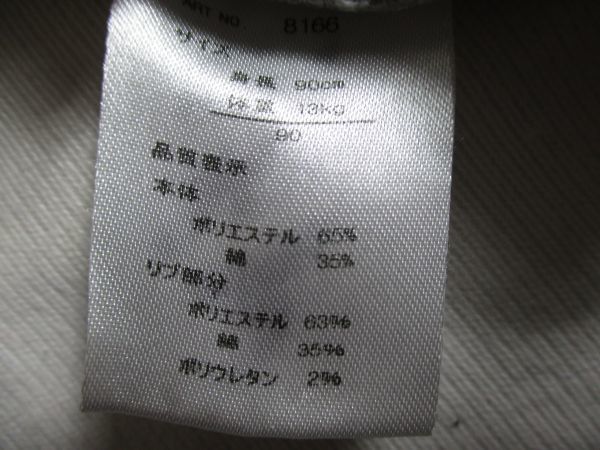 ART NO. 8166
サイズ
身長 90cm
体重 13kg
90
品質表示
本体
ポリエステル 65%
綿 35%
リブ部分
ポリエステル 63%
綿 35%
ポリウレタン 2%